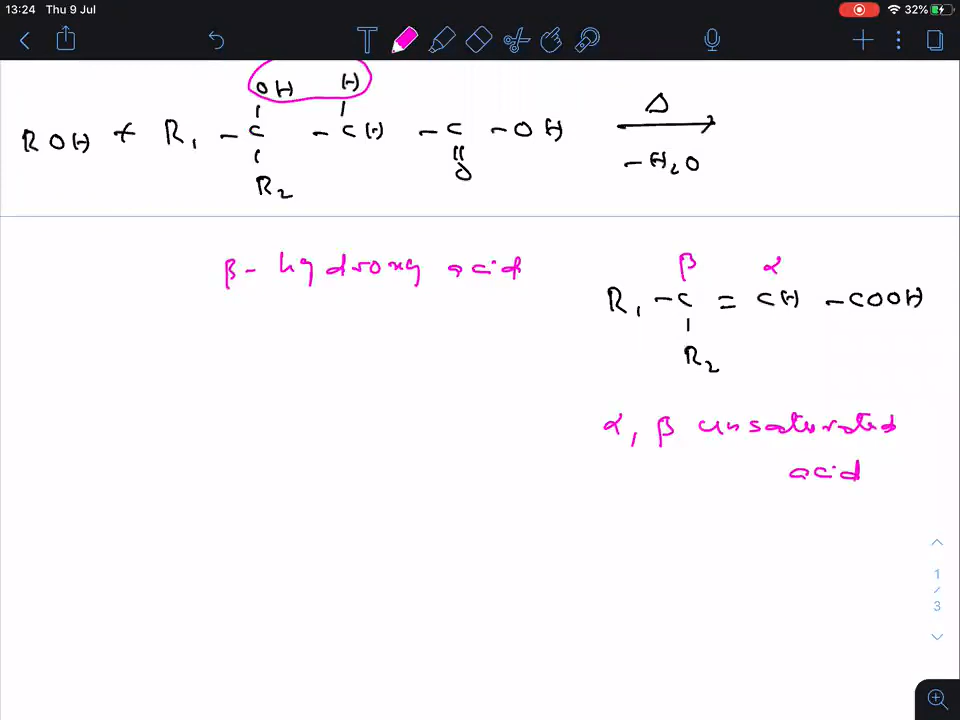 13:24 Thu 9 Jul 32%
OH H
ROH + R1 - C - CH - C - OH Δ
|| O
R2 - H2O
β- hydroxy acid β α
R1 - C = CH - COOH
R2
α, β unsaturated
acid
1
/
3